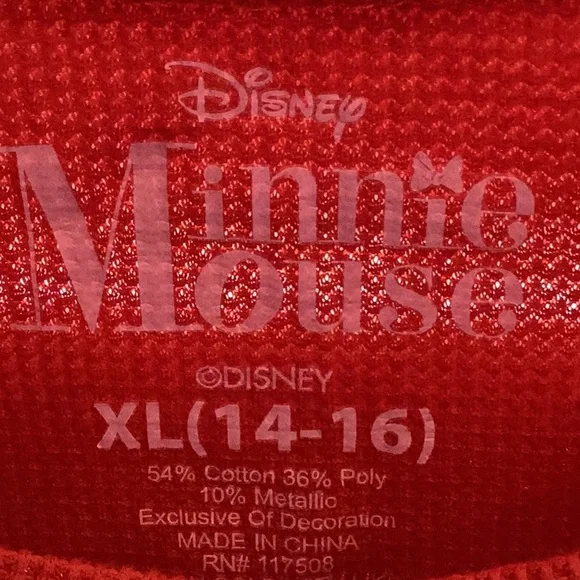 Disney
Minnie
Mouse
©DISNEY
XL(14-16)
54% Cotton 36% Poly
10% Metallic
Exclusive Of Decoration
MADE IN CHINA
RN# 117508